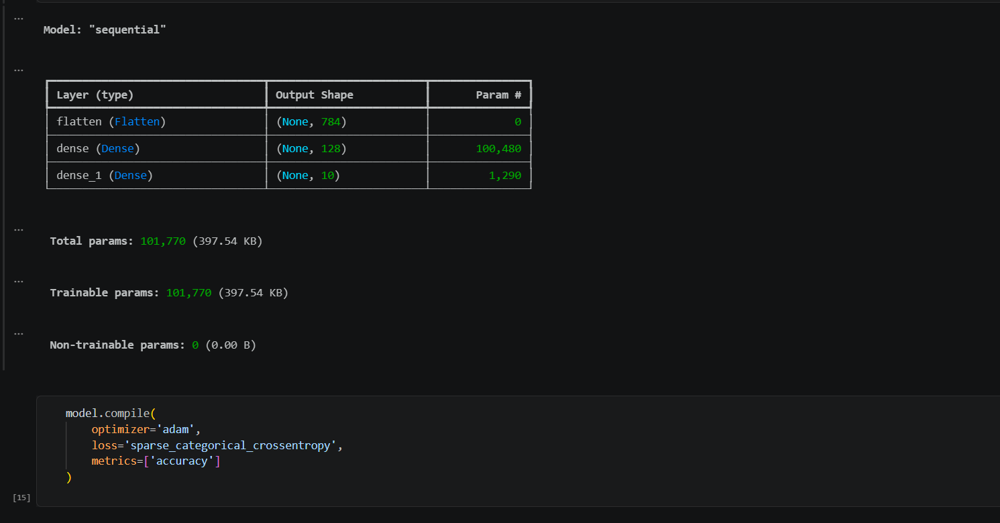 ...
Model: "sequential"
...
Layer (type) Output Shape Param #
flatten (Flatten) (None, 784) 0
dense (Dense) (None, 128) 100,480
dense_1 (Dense) (None, 10) 1,290
...
Total params: 101,770 (397.54 KB)
...
Trainable params: 101,770 (397.54 KB)
...
Non-trainable params: 0 (0.00 B)
model.compile(
    optimizer='adam',
    loss='sparse_categorical_crossentropy',
    metrics=['accuracy']
)
[15]